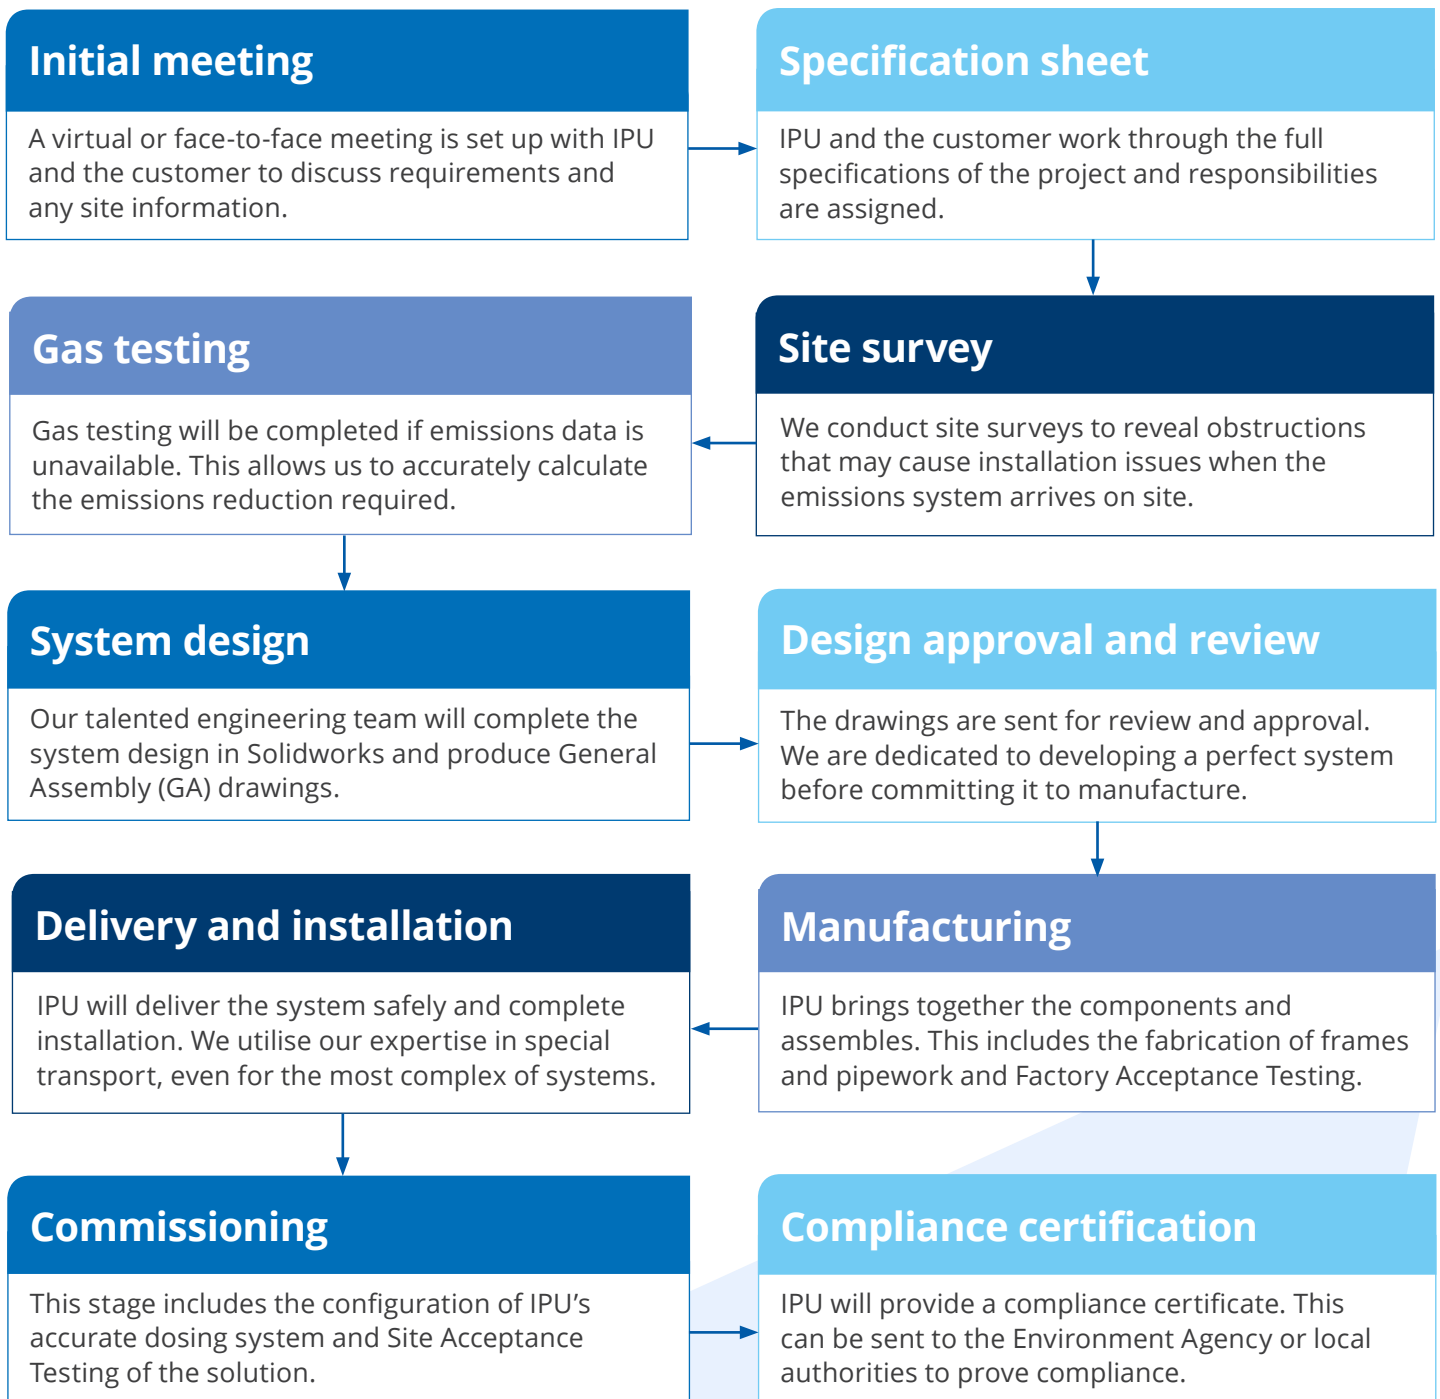 Initial meeting
A virtual or face-to-face meeting is set up with IPU
and the customer to discuss requirements and
any site information.
Specification sheet
IPU and the customer work through the full
specifications of the project and responsibilities
are assigned.
Site survey
We conduct site surveys to reveal obstructions
that may cause installation issues when the
emissions system arrives on site.
Gas testing
Gas testing will be completed if emissions data is
unavailable. This allows us to accurately calculate
the emissions reduction required.
System design
Our talented engineering team will complete the
system design in Solidworks and produce General
Assembly (GA) drawings.
Design approval and review
The drawings are sent for review and approval.
We are dedicated to developing a perfect system
before committing it to manufacture.
Manufacturing
IPU brings together the components and
assembles. This includes the fabrication of frames
and pipework and Factory Acceptance Testing.
Delivery and installation
IPU will deliver the system safely and complete
installation. We utilise our expertise in special
transport, even for the most complex of systems.
Commissioning
This stage includes the configuration of IPU’s
accurate dosing system and Site Acceptance
Testing of the solution.
Compliance certification
IPU will provide a compliance certificate. This
can be sent to the Environment Agency or local
authorities to prove compliance.